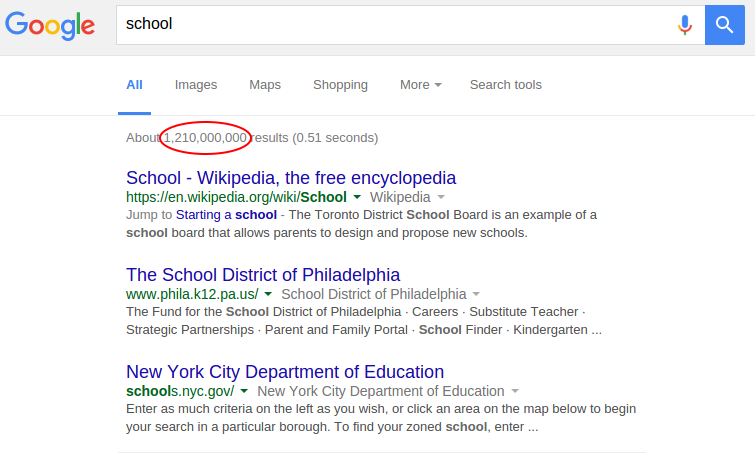 Google school
All Images Maps Shopping More Search tools
About 1,210,000,000 results (0.51 seconds)
School - Wikipedia, the free encyclopedia
https://en.wikipedia.org/wiki/School Wikipedia
Jump to Starting a school - The Toronto District School Board is an example of a
school board that allows parents to design and propose new schools.
The School District of Philadelphia
www.phila.k12.pa.us/ School District of Philadelphia
The Fund for the School District of Philadelphia · Careers · Substitute Teacher ·
Strategic Partnerships · Parent and Family Portal · School Finder · Kindergarten ...
New York City Department of Education
schools.nyc.gov/ New York City Department of Education
Enter as much criteria on the left as you wish, or click an area on the map below to begin
your search in a particular borough. To find your zoned school, enter ...